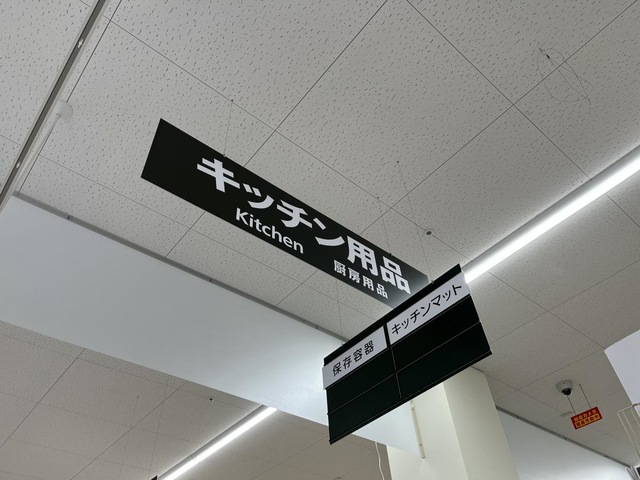 キッチン用品
Kitchen
厨房用品
保存容器
キッチンマット